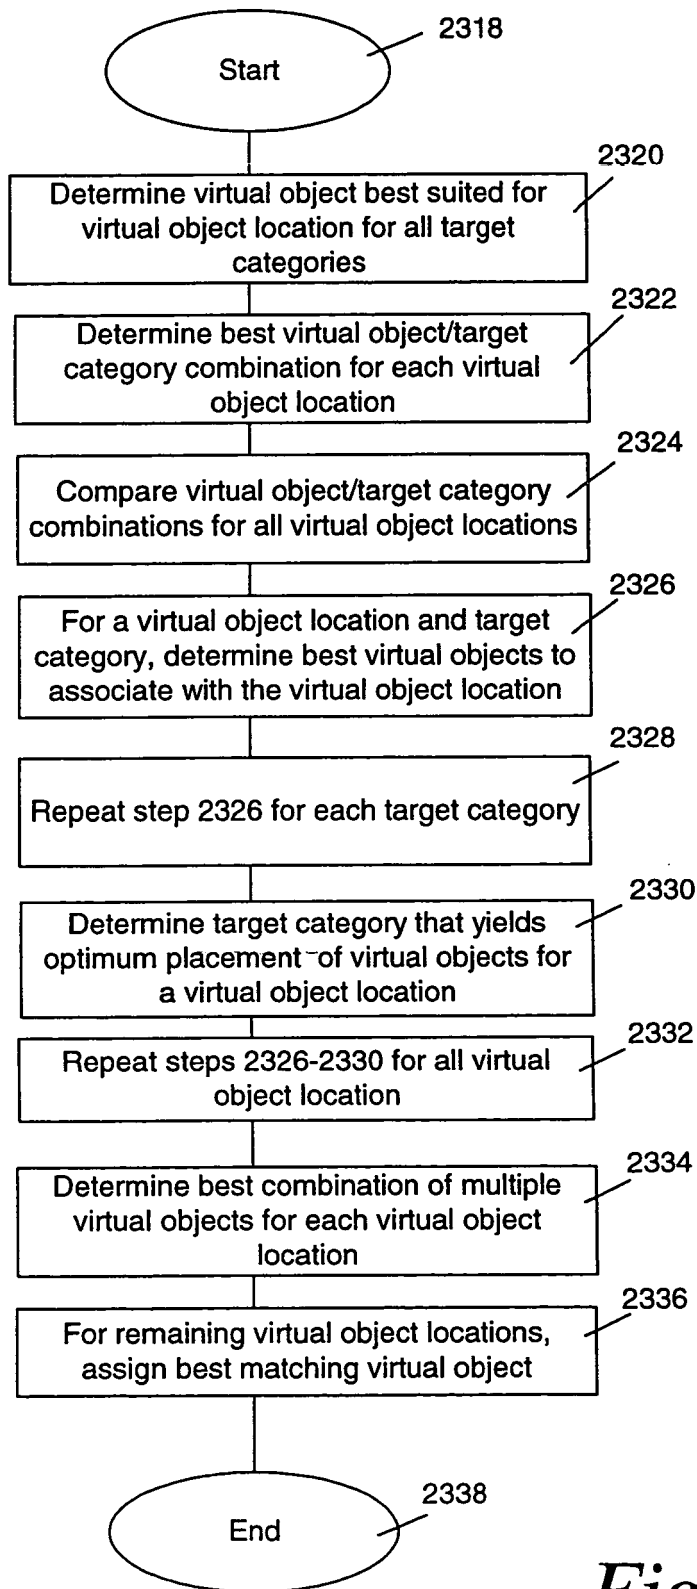 2318
Start
2320
Determine virtual object best suited for
virtual object location for all target
categories
2322
Determine best virtual object/target
category combination for each virtual
object location
2324
Compare virtual object/target category
combinations for all virtual object locations
2326
For a virtual object location and target
category, determine best virtual objects to
associate with the virtual object location
2328
Repeat step 2326 for each target category
2330
Determine target category that yields
optimum placement of virtual objects for
a virtual object location
2332
Repeat steps 2326-2330 for all virtual
object location
2334
Determine best combination of multiple
virtual objects for each virtual object
location
2336
For remaining virtual object locations,
assign best matching virtual object
2338
End